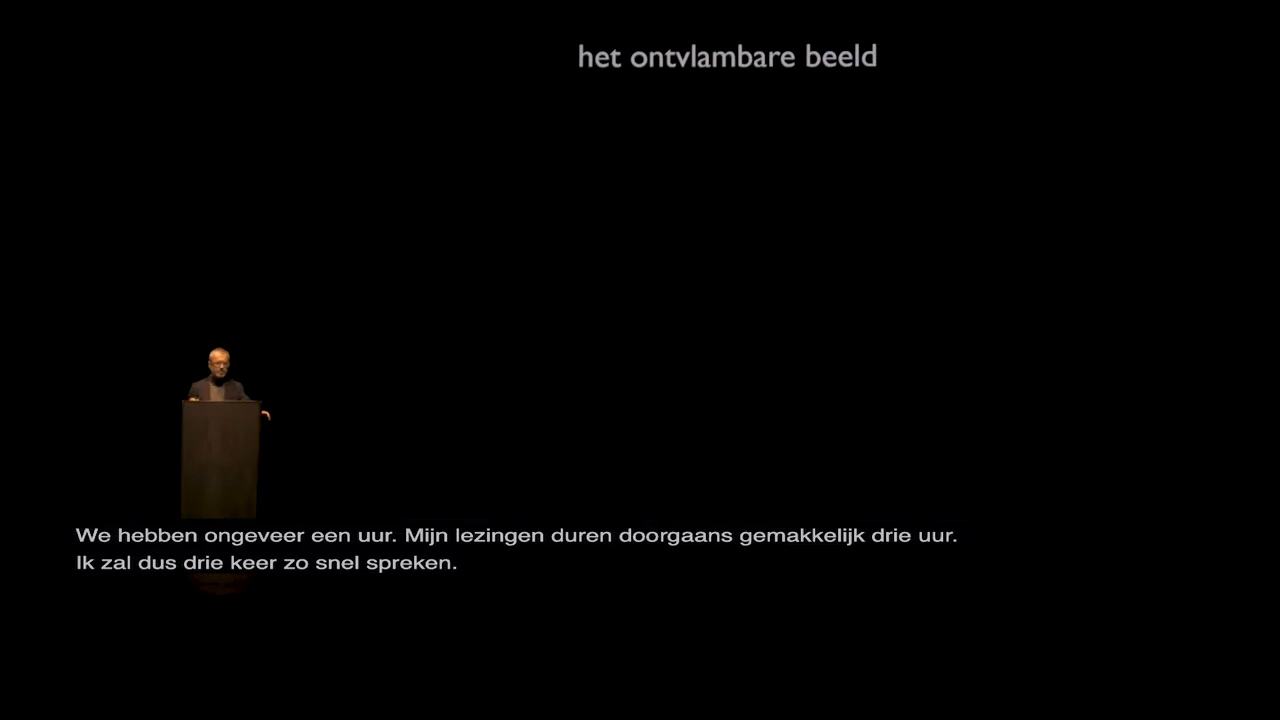 het ontvlambare beeld
We hebben ongeveer een uur. Mijn lezingen duren doorgaans gemakkelijk drie uur.
Ik zal dus drie keer zo snel spreken.